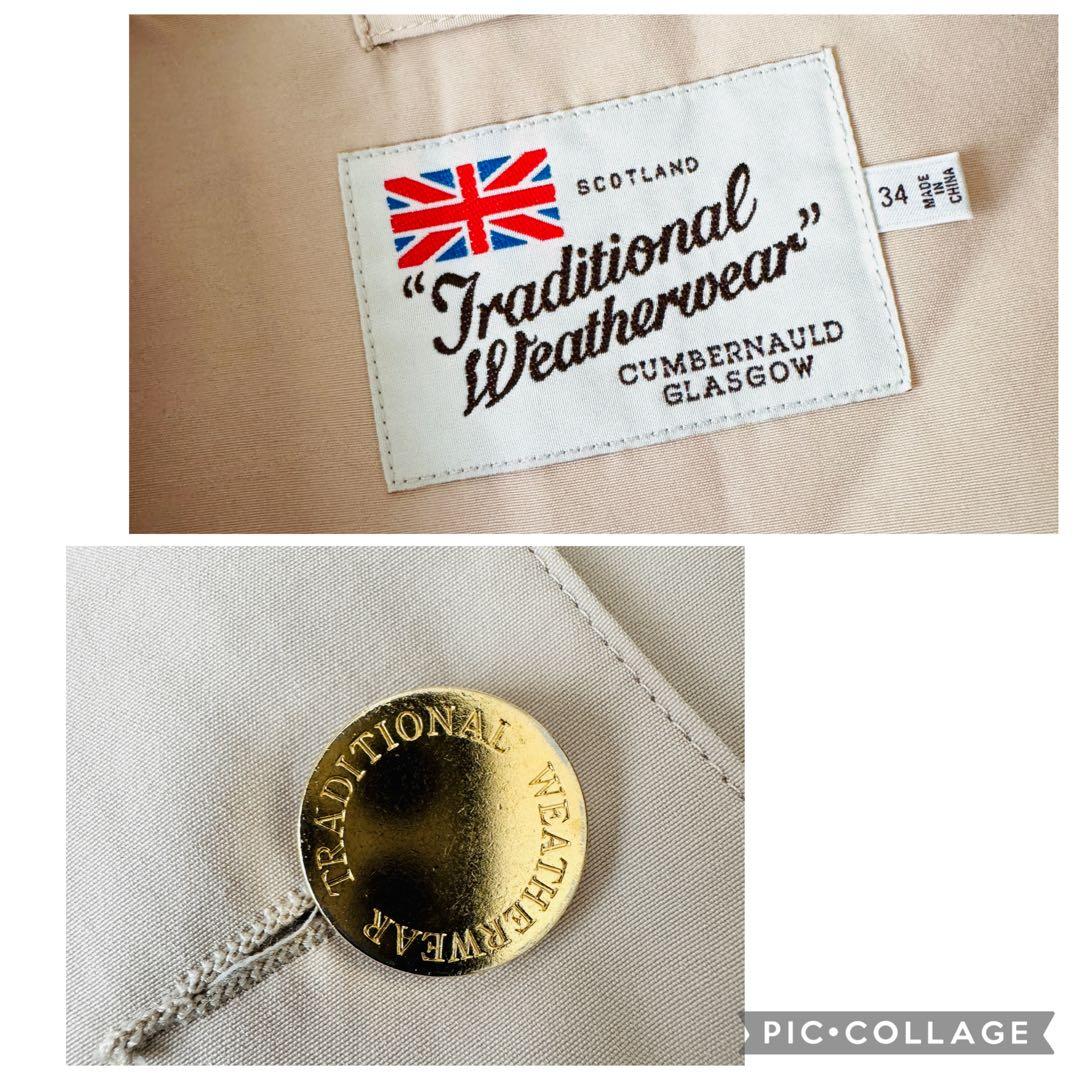 SCOTLAND
"Traditional
Weatherwear"
CUMBERNAULD
GLASGOW
34
MADE
IN
CHINA
TRADITIONAL WEATHERWEAR
PIC•COLLAGE